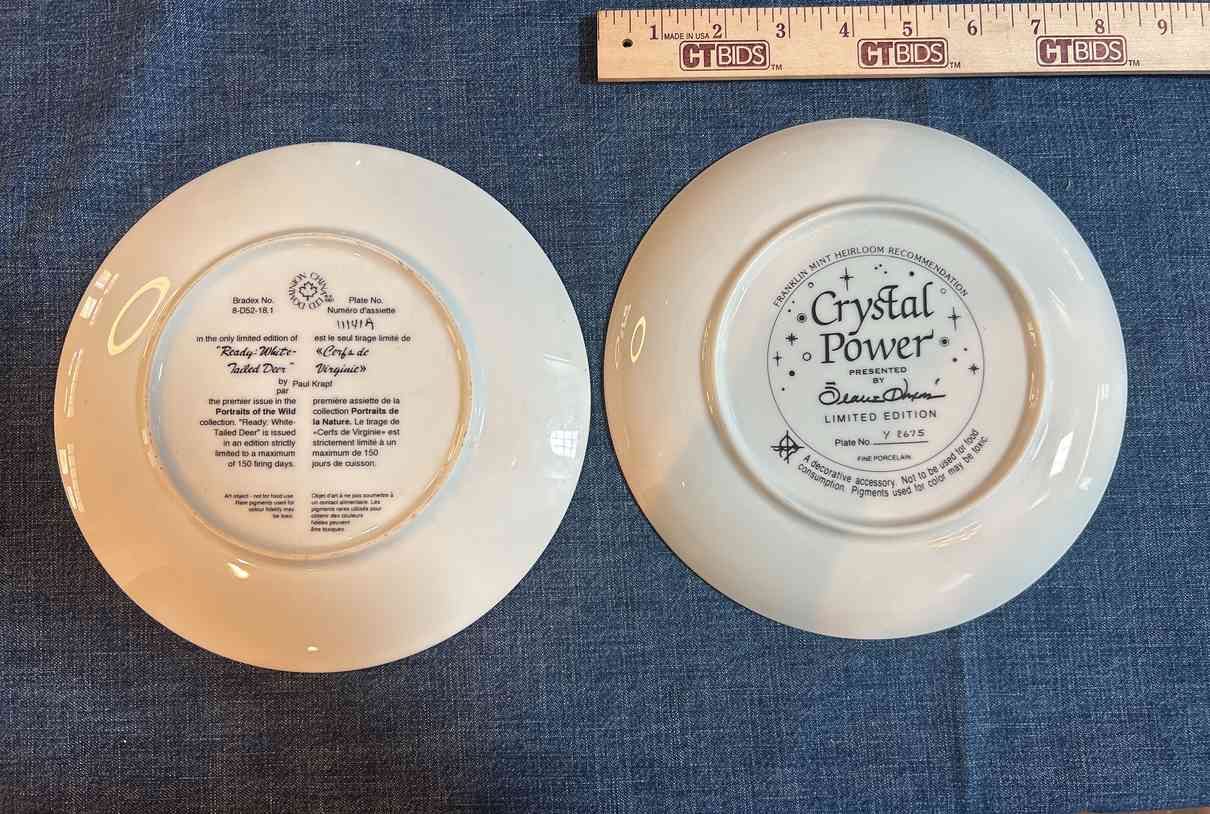 1 2 3 4 5 6 7 8 9
MADE IN USA
CTBIDS™ CTBIDS™ CTBIDS™
DOMINION CHINA LTD
Bradex No.
8-D52-18.1
Plate No.
Numéro d'assiette
11141A
in the only limited edition of
"Ready: White-
Tailed Deer"
est le seul tirage limité de
«Cerfs de
Virginie»
by
par
Paul Krapf
the premier issue in the
Portraits of the Wild
collection. "Ready: White-
Tailed Deer" is issued
in an edition strictly
limited to a maximum
of 150 firing days.
première assiette de la
collection Portraits de
la Nature. Le tirage de
«Cerfs de Virginie» est
strictement limité à un
maximum de 150
jours de cuisson.
Art object - not for food use
Rare pigments used for
colour fidelity may
be toxic.
Objet d'art à ne pas soumettre à
un contact alimentaire. Les
pigments rares utilisés pour
obtenir des couleurs
fidèles peuvent
être toxiques.
FRANKLIN MINT HEIRLOOM RECOMMENDATION
Crystal
Power
PRESENTED
BY
LIMITED EDITION
Plate No. Y 2675
FINE PORCELAIN.
A decorative accessory. Not to be used for food
consumption. Pigments used for color may be toxic.